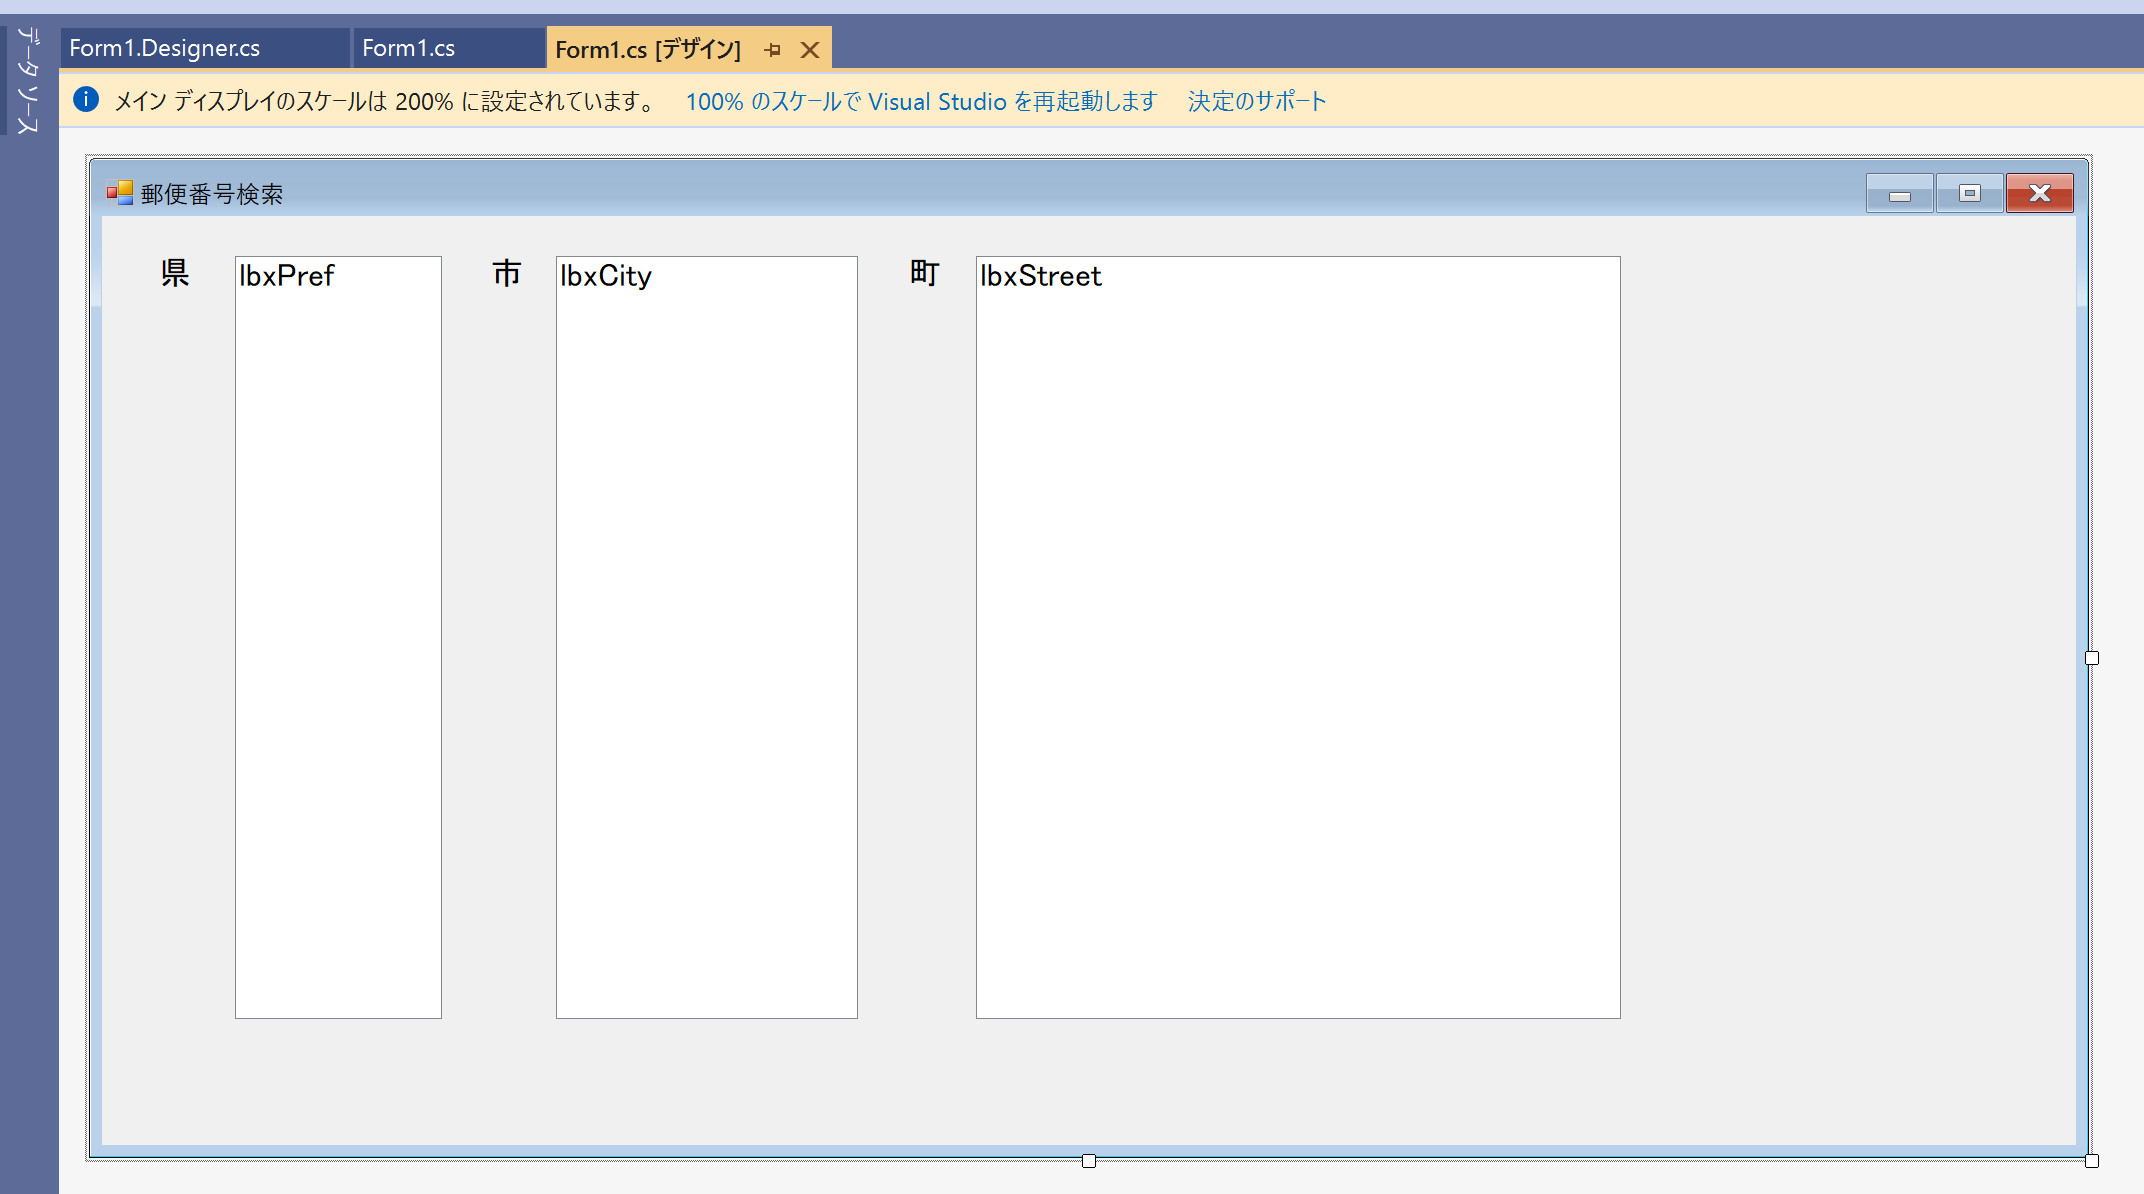 データ ソース
Form1.Designer.cs
Form1.cs
Form1.cs [デザイン]
メイン ディスプレイのスケールは 200% に設定されています。 100% のスケールで Visual Studio を再起動します 決定のサポート
郵便番号検索
県 lbxPref 市 lbxCity 町 lbxStreet